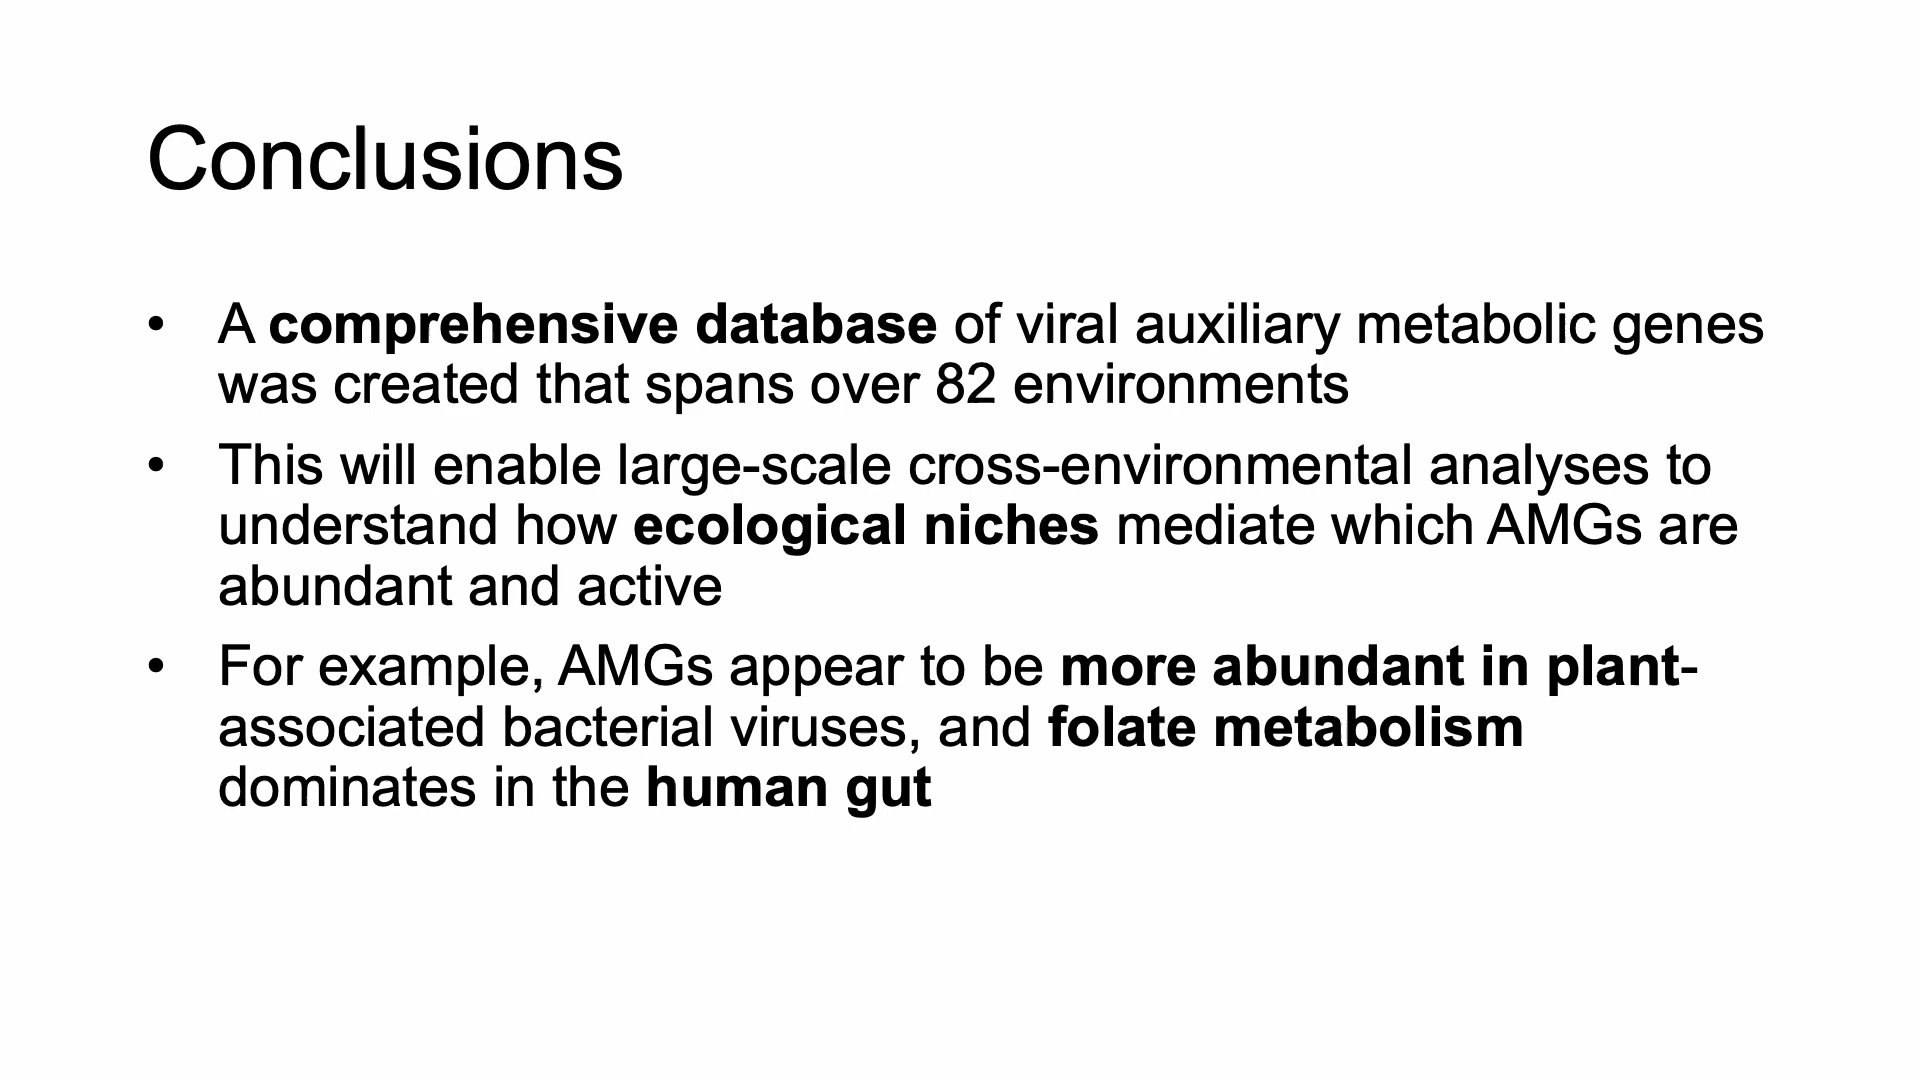 Conclusions
• A comprehensive database of viral auxiliary metabolic genes
was created that spans over 82 environments
• This will enable large-scale cross-environmental analyses to
understand how ecological niches mediate which AMGs are
abundant and active
• For example, AMGs appear to be more abundant in plant-
associated bacterial viruses, and folate metabolism
dominates in the human gut